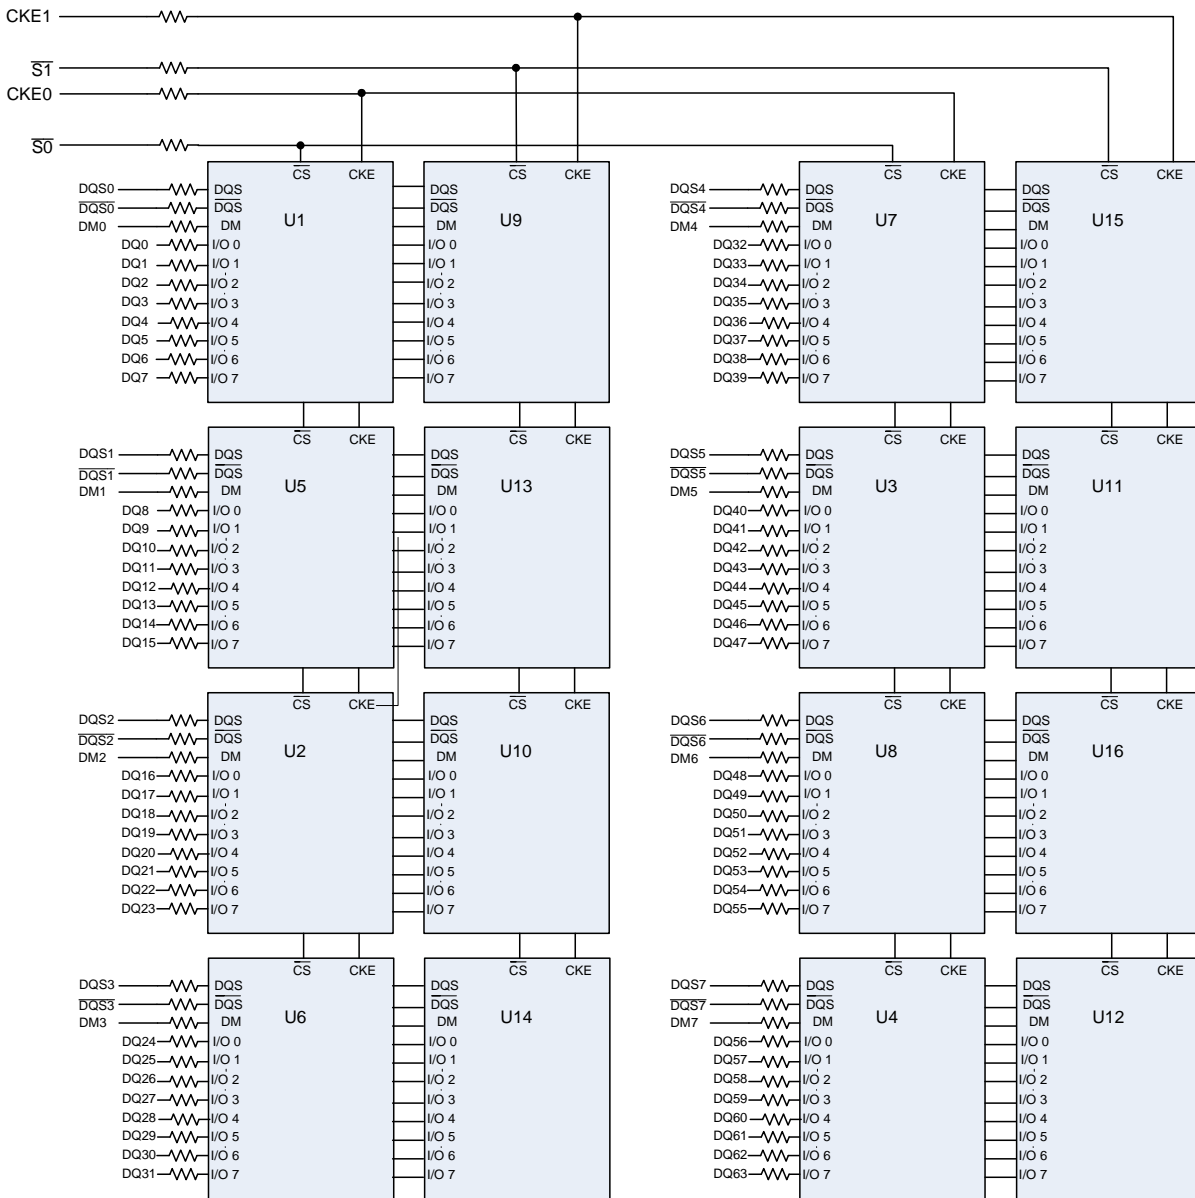 CKE1
S1
CKE0
S0
CS CKE
DQS0 DQS
DQS0 DQS
DM0 DM
U1
DQ0 I/O 0
DQ1 I/O 1
DQ2 I/O 2
DQ3 I/O 3
DQ4 I/O 4
DQ5 I/O 5
DQ6 I/O 6
DQ7 I/O 7
CS CKE
DQS
DQS
DM
U9
I/O 0
I/O 1
I/O 2
I/O 3
I/O 4
I/O 5
I/O 6
I/O 7
CS CKE
DQS4 DQS
DQS4 DQS
DM4 DM
U7
DQ32 I/O 0
DQ33 I/O 1
DQ34 I/O 2
DQ35 I/O 3
DQ36 I/O 4
DQ37 I/O 5
DQ38 I/O 6
DQ39 I/O 7
CS CKE
DQS
DQS
DM
U15
I/O 0
I/O 1
I/O 2
I/O 3
I/O 4
I/O 5
I/O 6
I/O 7
CS CKE
DQS1 DQS
DQS1 DQS
DM1 DM
U5
DQ8 I/O 0
DQ9 I/O 1
DQ10 I/O 2
DQ11 I/O 3
DQ12 I/O 4
DQ13 I/O 5
DQ14 I/O 6
DQ15 I/O 7
CS CKE
DQS
DQS
DM
U13
I/O 0
I/O 1
I/O 2
I/O 3
I/O 4
I/O 5
I/O 6
I/O 7
CS CKE
DQS5 DQS
DQS5 DQS
DM5 DM
U3
DQ40 I/O 0
DQ41 I/O 1
DQ42 I/O 2
DQ43 I/O 3
DQ44 I/O 4
DQ45 I/O 5
DQ46 I/O 6
DQ47 I/O 7
CS CKE
DQS
DQS
DM
U11
I/O 0
I/O 1
I/O 2
I/O 3
I/O 4
I/O 5
I/O 6
I/O 7
CS CKE
DQS2 DQS
DQS2 DQS
DM2 DM
U2
DQ16 I/O 0
DQ17 I/O 1
DQ18 I/O 2
DQ19 I/O 3
DQ20 I/O 4
DQ21 I/O 5
DQ22 I/O 6
DQ23 I/O 7
CS CKE
DQS
DQS
DM
U10
I/O 0
I/O 1
I/O 2
I/O 3
I/O 4
I/O 5
I/O 6
I/O 7
CS CKE
DQS6 DQS
DQS6 DQS
DM6 DM
U8
DQ48 I/O 0
DQ49 I/O 1
DQ50 I/O 2
DQ51 I/O 3
DQ52 I/O 4
DQ53 I/O 5
DQ54 I/O 6
DQ55 I/O 7
CS CKE
DQS
DQS
DM
U16
I/O 0
I/O 1
I/O 2
I/O 3
I/O 4
I/O 5
I/O 6
I/O 7
CS CKE
DQS3 DQS
DQS3 DQS
DM3 DM
U6
DQ24 I/O 0
DQ25 I/O 1
DQ26 I/O 2
DQ27 I/O 3
DQ28 I/O 4
DQ29 I/O 5
DQ30 I/O 6
DQ31 I/O 7
CS CKE
DQS
DQS
DM
U14
I/O 0
I/O 1
I/O 2
I/O 3
I/O 4
I/O 5
I/O 6
I/O 7
CS CKE
DQS7 DQS
DQS7 DQS
DM7 DM
U4
DQ56 I/O 0
DQ57 I/O 1
DQ58 I/O 2
DQ59 I/O 3
DQ60 I/O 4
DQ61 I/O 5
DQ62 I/O 6
DQ63 I/O 7
CS CKE
DQS
DQS
DM
U12
I/O 0
I/O 1
I/O 2
I/O 3
I/O 4
I/O 5
I/O 6
I/O 7